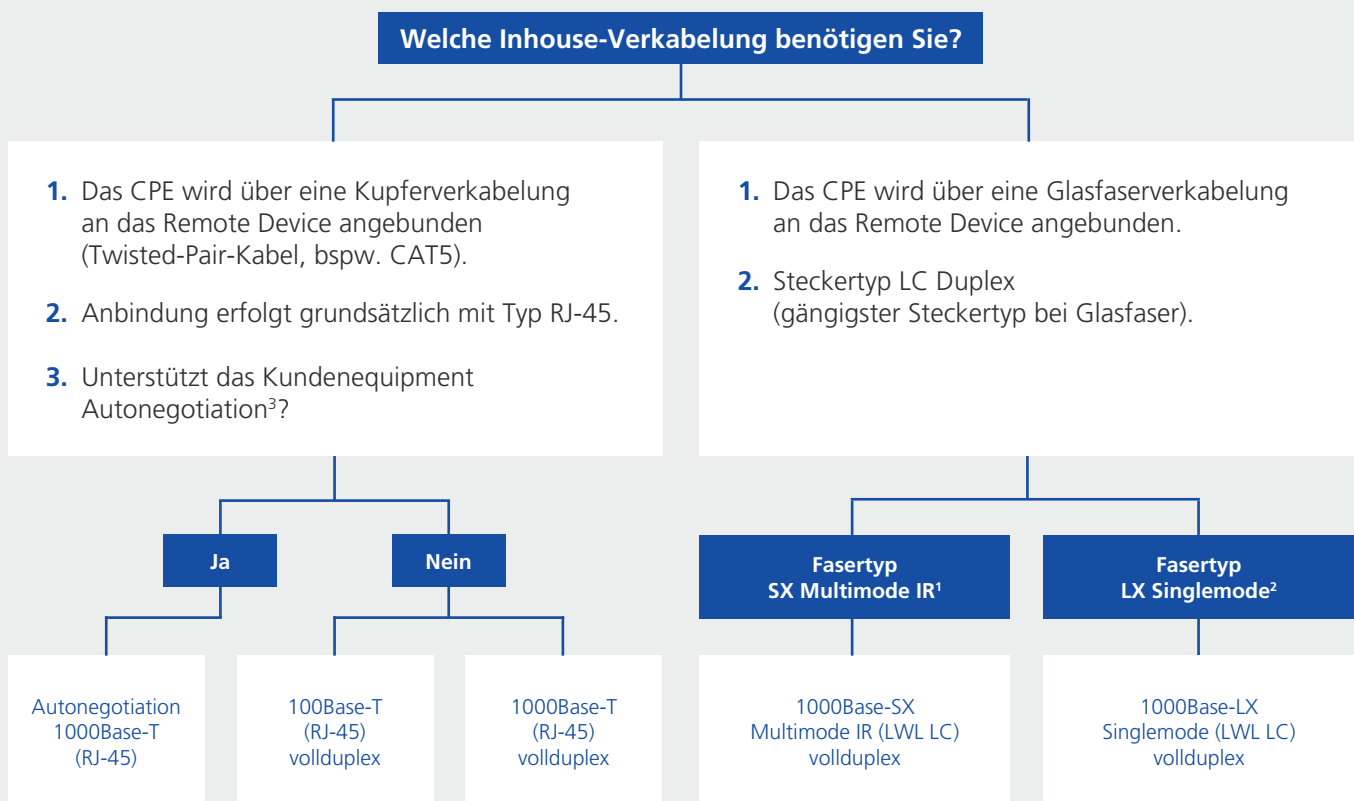 Welche Inhouse-Verkabelung benötigen Sie?
1. Das CPE wird über eine Kupferverkabelung
an das Remote Device angebunden
(Twisted-Pair-Kabel, bspw. CAT5).
2. Anbindung erfolgt grundsätzlich mit Typ RJ-45.
3. Unterstützt das Kundenequipment
Autonegotiation³?
1. Das CPE wird über eine Glasfaserverkabelung
an das Remote Device angebunden.
2. Steckertyp LC Duplex
(gängigster Steckertyp bei Glasfaser).
Ja
Nein
Fasertyp
SX Multimode IR¹
Fasertyp
LX Singlemode²
Autonegotiation
1000Base-T
(RJ-45)
100Base-T
(RJ-45)
vollduplex
1000Base-T
(RJ-45)
vollduplex
1000Base-SX
Multimode IR (LWL LC)
vollduplex
1000Base-LX
Singlemode (LWL LC)
vollduplex